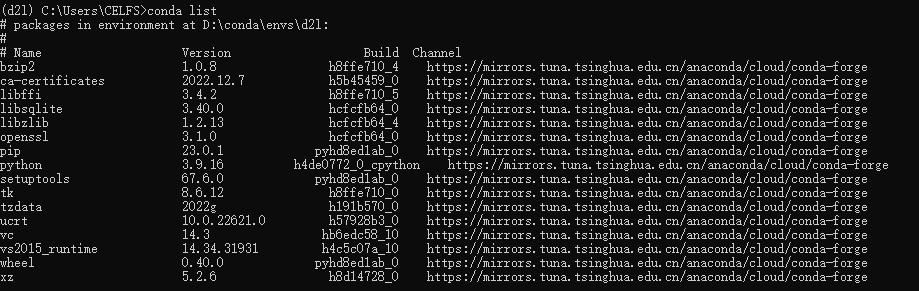 (d2l) C:\Users\CELFS>conda list
# packages in environment at D:\conda\envs\d2l:
#
# Name                    Version                   Build  Channel
bzip2                     1.0.8                h8ffe710_4    https://mirrors.tuna.tsinghua.edu.cn/anaconda/cloud/conda-forge
ca-certificates           2022.12.7            h5b45459_0    https://mirrors.tuna.tsinghua.edu.cn/anaconda/cloud/conda-forge
libffi                    3.4.2                h8ffe710_5    https://mirrors.tuna.tsinghua.edu.cn/anaconda/cloud/conda-forge
libsqlite                 3.40.0               hcfcfb64_0    https://mirrors.tuna.tsinghua.edu.cn/anaconda/cloud/conda-forge
libzlib                   1.2.13               hcfcfb64_4    https://mirrors.tuna.tsinghua.edu.cn/anaconda/cloud/conda-forge
openssl                   3.1.0                hcfcfb64_0    https://mirrors.tuna.tsinghua.edu.cn/anaconda/cloud/conda-forge
pip                       23.0.1             pyhd8ed1ab_0    https://mirrors.tuna.tsinghua.edu.cn/anaconda/cloud/conda-forge
python                    3.9.16          h4de0772_0_cpython    https://mirrors.tuna.tsinghua.edu.cn/anaconda/cloud/conda-forge
setuptools                67.6.0             pyhd8ed1ab_0    https://mirrors.tuna.tsinghua.edu.cn/anaconda/cloud/conda-forge
tk                        8.6.12               h8ffe710_0    https://mirrors.tuna.tsinghua.edu.cn/anaconda/cloud/conda-forge
tzdata                    2022g                h191b570_0    https://mirrors.tuna.tsinghua.edu.cn/anaconda/cloud/conda-forge
ucrt                      10.0.22621.0         h57928b3_0    https://mirrors.tuna.tsinghua.edu.cn/anaconda/cloud/conda-forge
vc                        14.3                hb6edc58_10    https://mirrors.tuna.tsinghua.edu.cn/anaconda/cloud/conda-forge
vs2015_runtime            14.34.31931         h4c5c07a_10    https://mirrors.tuna.tsinghua.edu.cn/anaconda/cloud/conda-forge
wheel                     0.40.0             pyhd8ed1ab_0    https://mirrors.tuna.tsinghua.edu.cn/anaconda/cloud/conda-forge
xz                        5.2.6                h8d14728_0    https://mirrors.tuna.tsinghua.edu.cn/anaconda/cloud/conda-forge